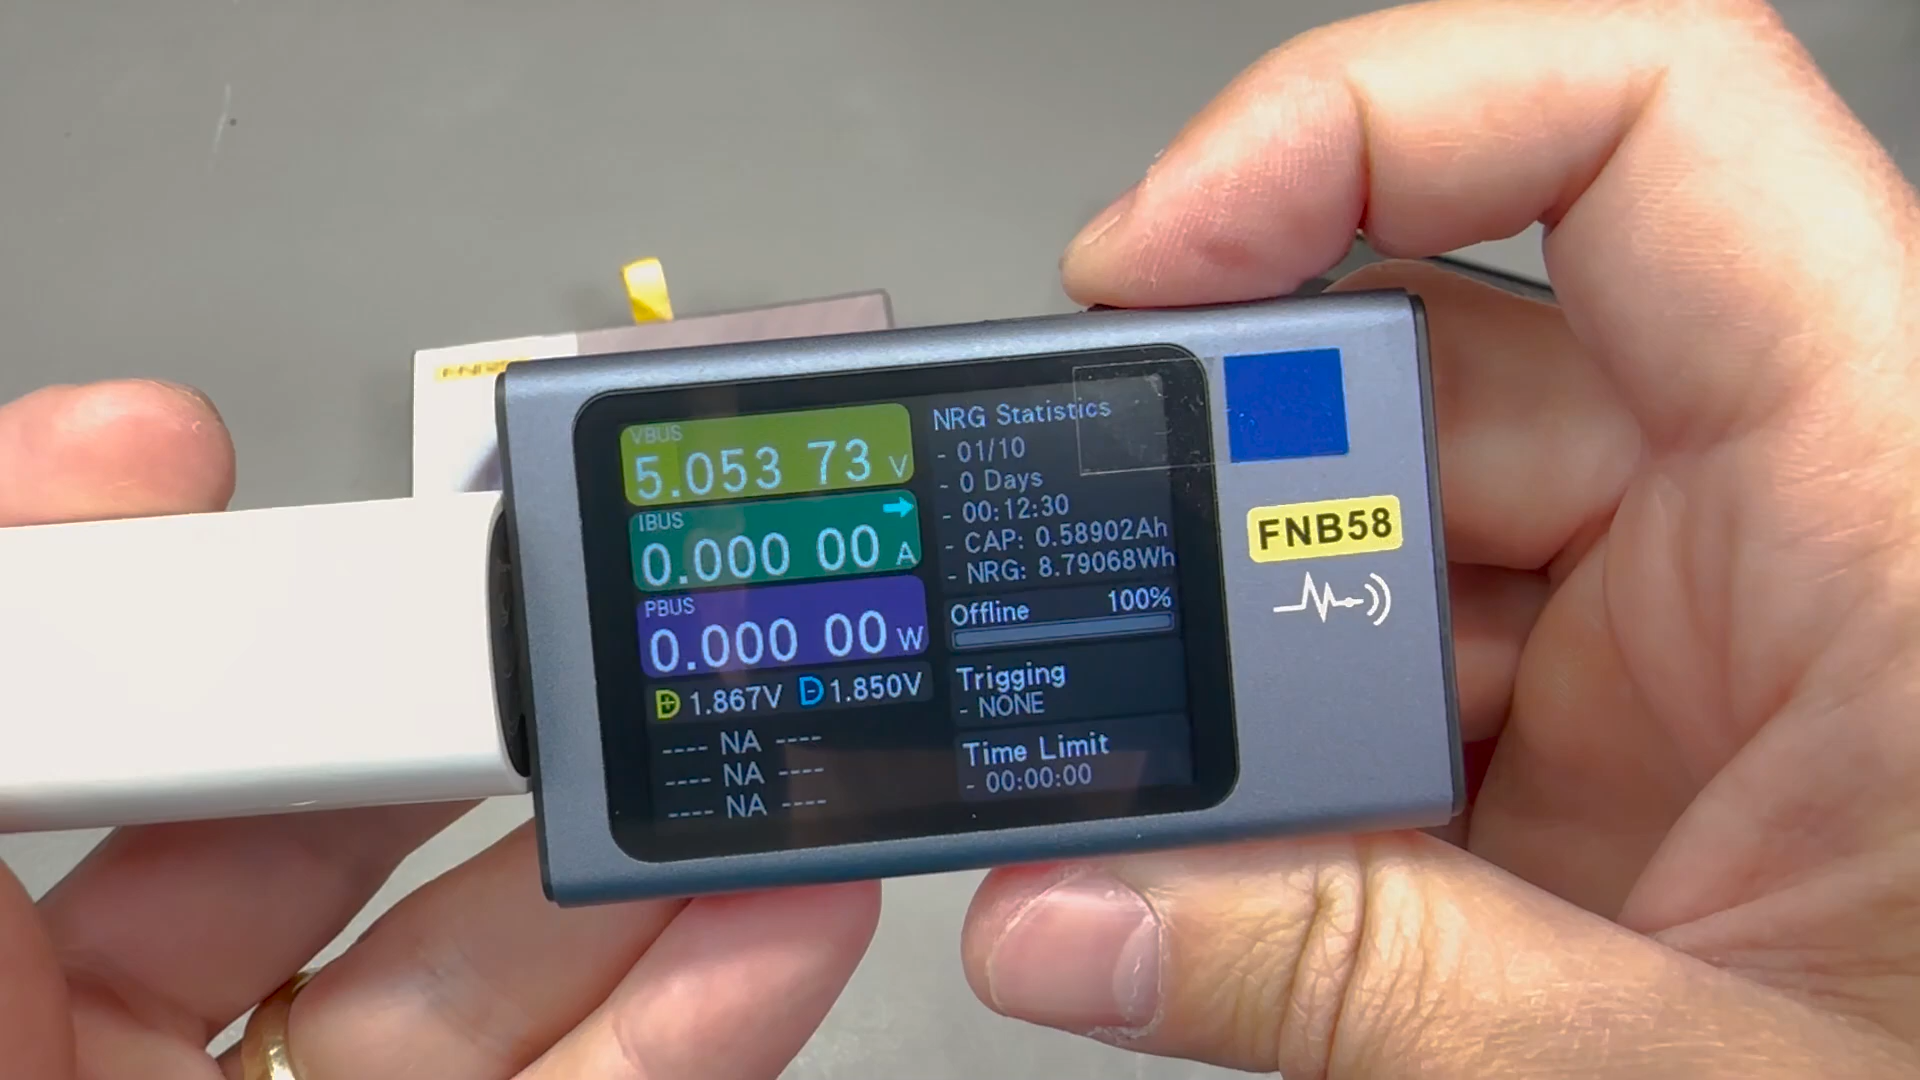 VBUS
5.053 73 V
IBUS
0.000 00 A
PBUS
0.000 00 W
D+ 1.867V D- 1.850V
---- NA ----
---- NA ----
---- NA ----
NRG Statistics
- 01/10
- 0 Days
- 00:12:30
- CAP: 0.58902Ah
- NRG: 8.79068Wh
Offline 100%
Trigging
- NONE
Time Limit
- 00:00:00
FNB58